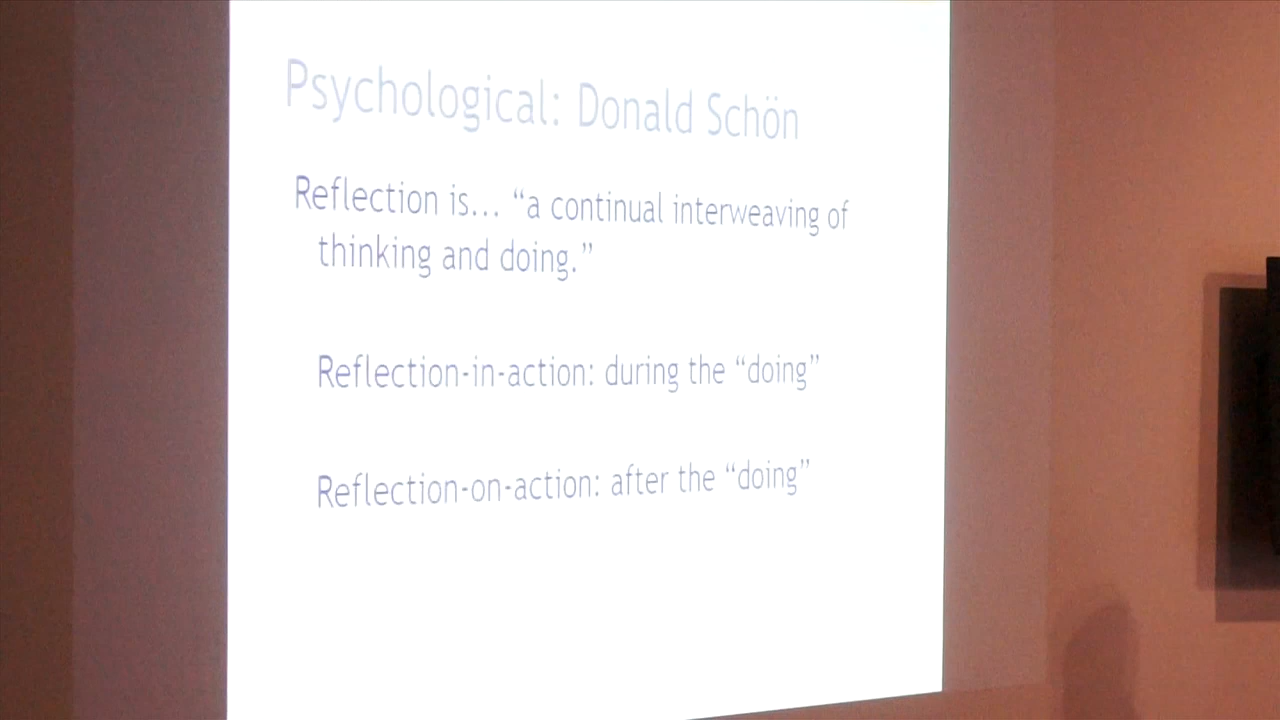 Psychological: Donald Schön
Reflection is... “a continual interweaving of
thinking and doing.”
Reflection-in-action: during the “doing”
Reflection-on-action: after the “doing”